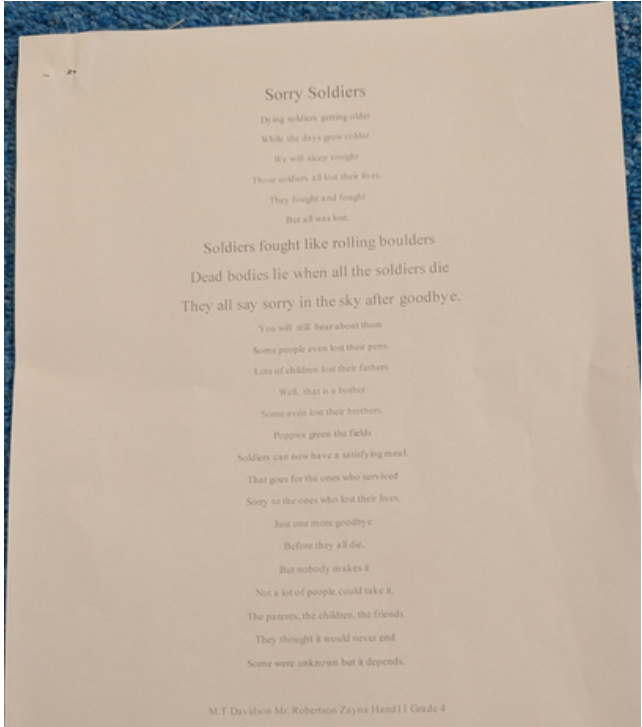 Sorry Soldiers
Dying soldiers getting older
While the days grow colder.
We will sleep tonight
Those soldiers all lost their lives
They fought and fought
But all was lost.
Soldiers fought like rolling boulders
Dead bodies lie when all the soldiers die
They all say sorry in the sky after goodbye.
You will still hear about them
Some people even lost their pens.
Lots of children lost their fathers
Well, that is a bother
Some even lost their brothers.
Poppies green the fields
Soldiers can now have a satisfying meal.
That goes for the ones who survived
Sorry to the ones who lost their lives.
Just one more goodbye
Before they all die.
But nobody makes it
Not a lot of people could take it.
The parents, the children, the friends
They thought it would never end
Some were unknown but it depends.
M.T Davidson Mr. Robertson Zayna Grade 4